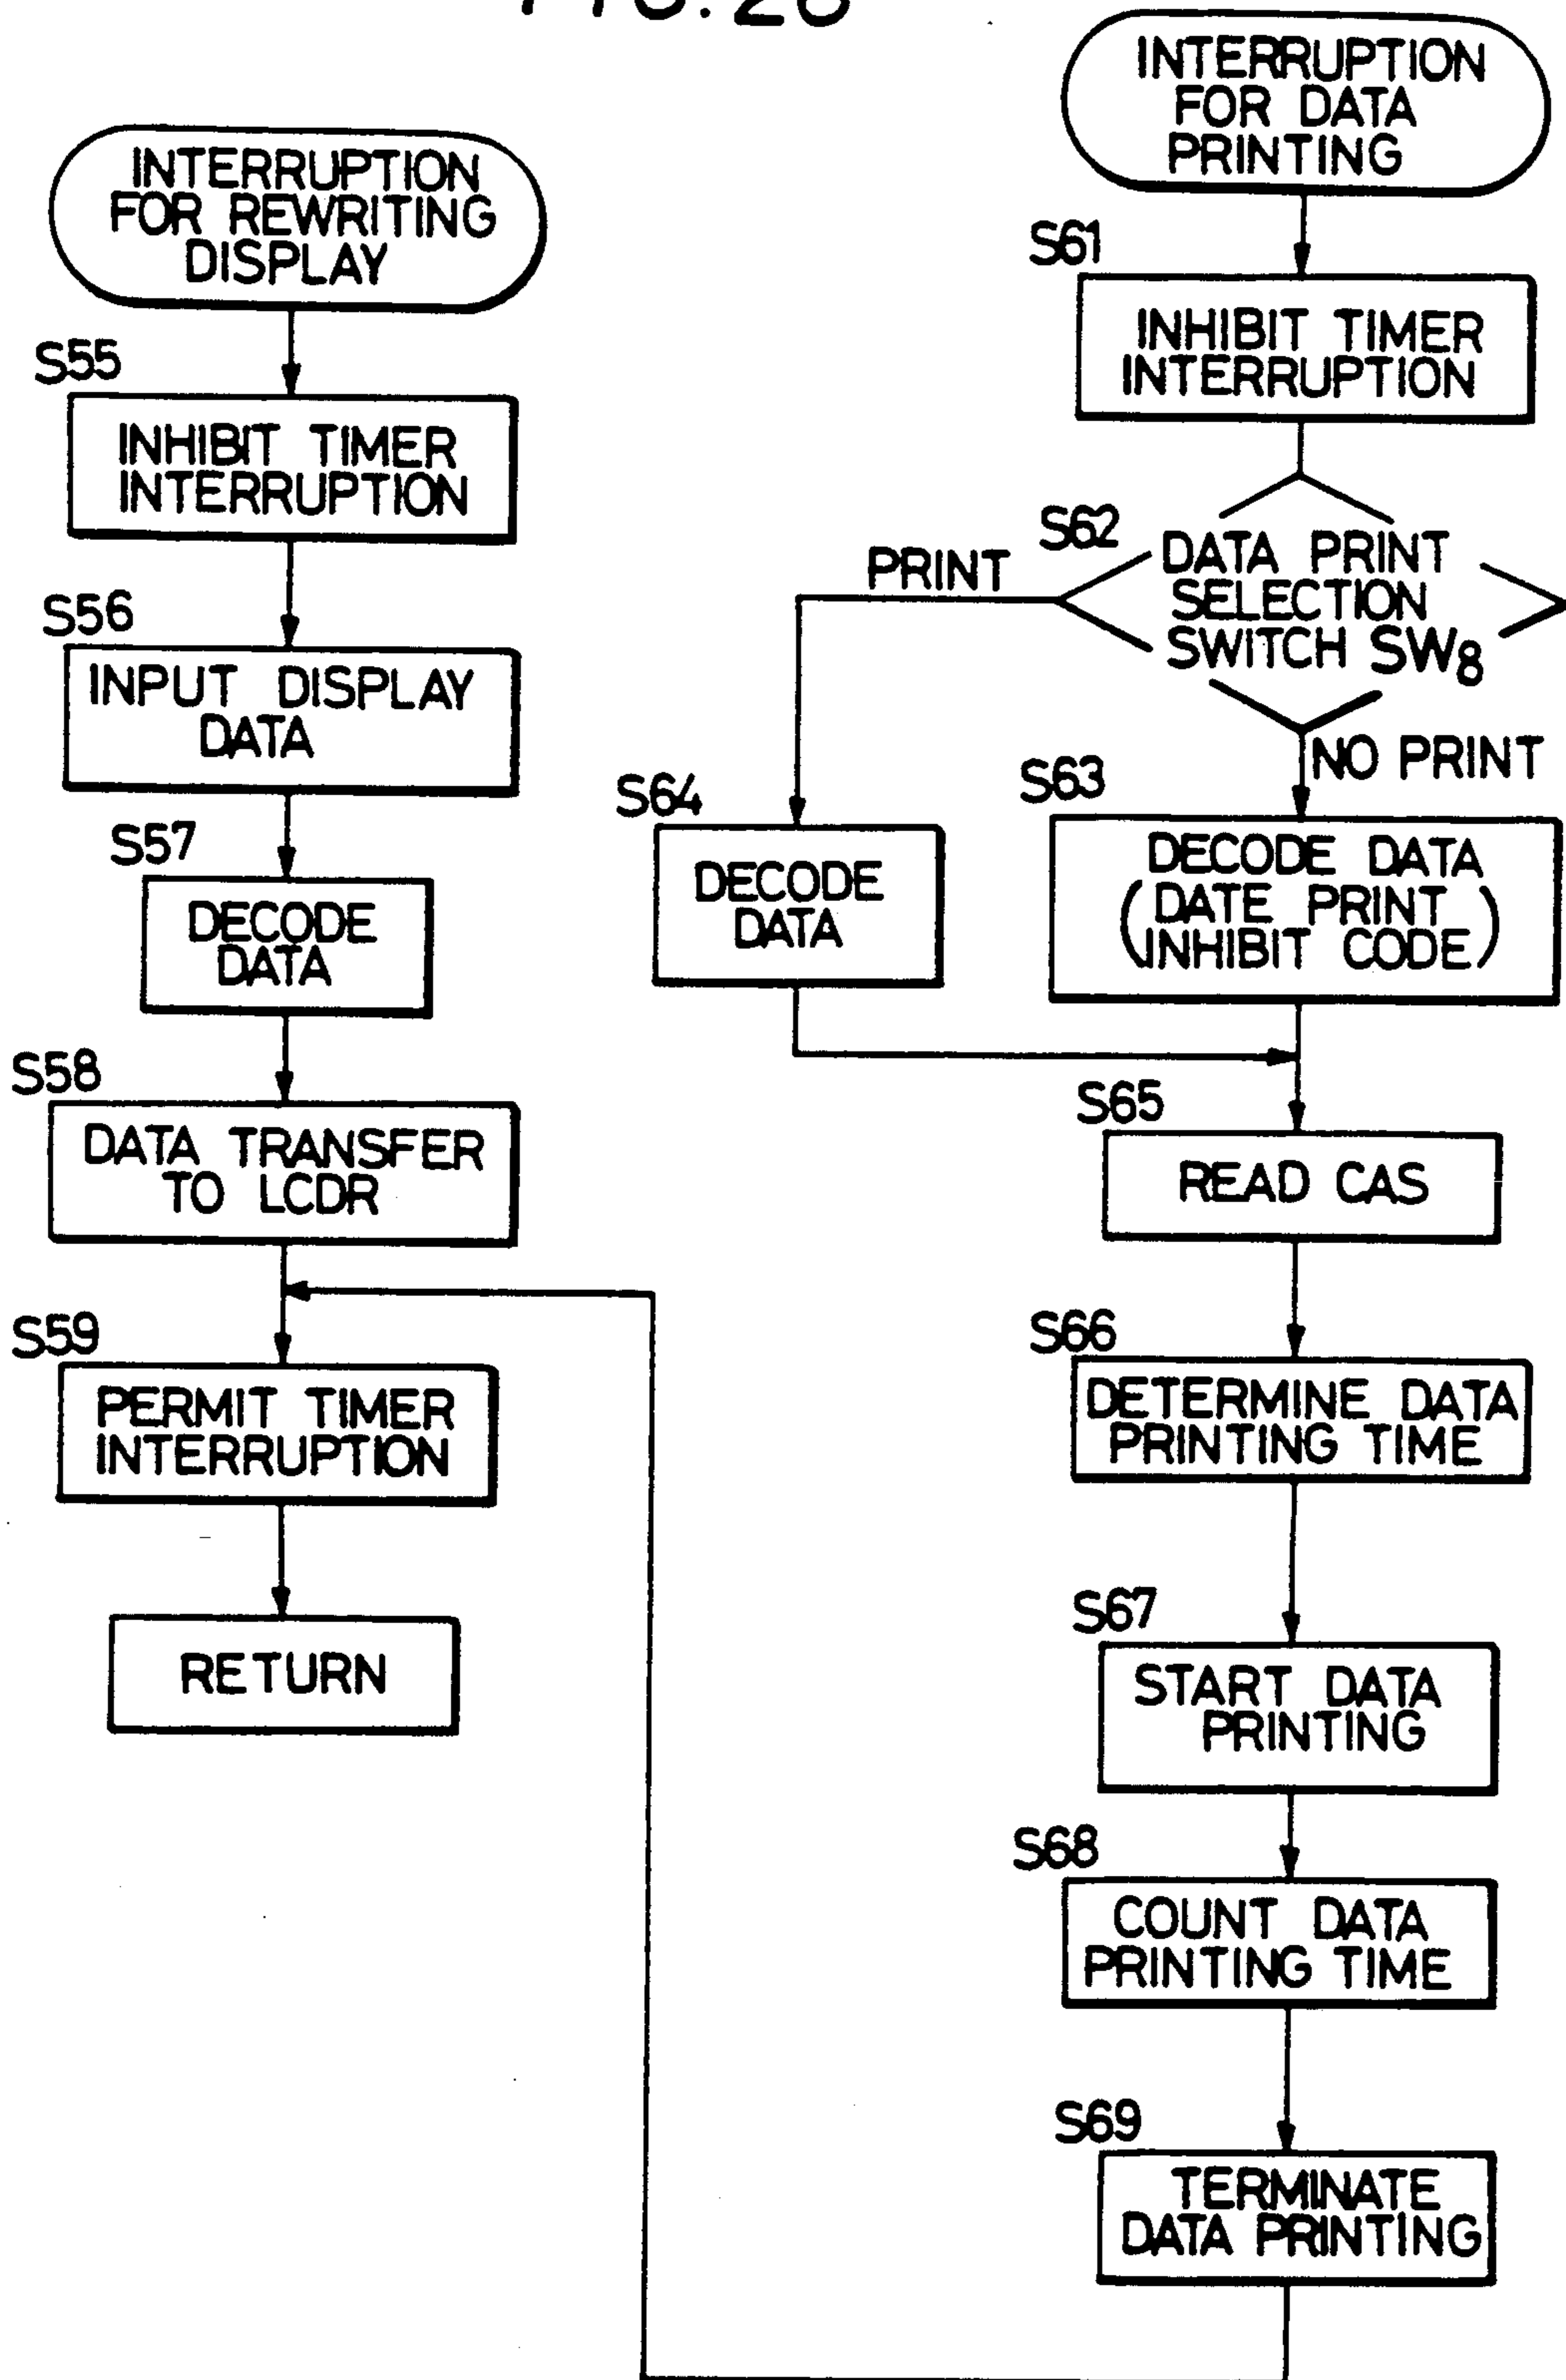 INTERRUPTION
FOR REWRITING
DISPLAY
S55
INHIBIT TIMER
INTERRUPTION
S56
INPUT DISPLAY
DATA
S57
DECODE
DATA
S58
DATA TRANSFER
TO LCDR
S59
PERMIT TIMER
INTERRUPTION
RETURN
INTERRUPTION
FOR DATA
PRINTING
S61
INHIBIT TIMER
INTERRUPTION
S62
DATA PRINT
SELECTION
SWITCH SW8
PRINT
NO PRINT
S64
DECODE
DATA
S63
DECODE DATA
(DATE PRINT
INHIBIT CODE)
S65
READ CAS
S66
DETERMINE DATA
PRINTING TIME
S67
START DATA
PRINTING
S68
COUNT DATA
PRINTING TIME
S69
TERMINATE
DATA PRINTING